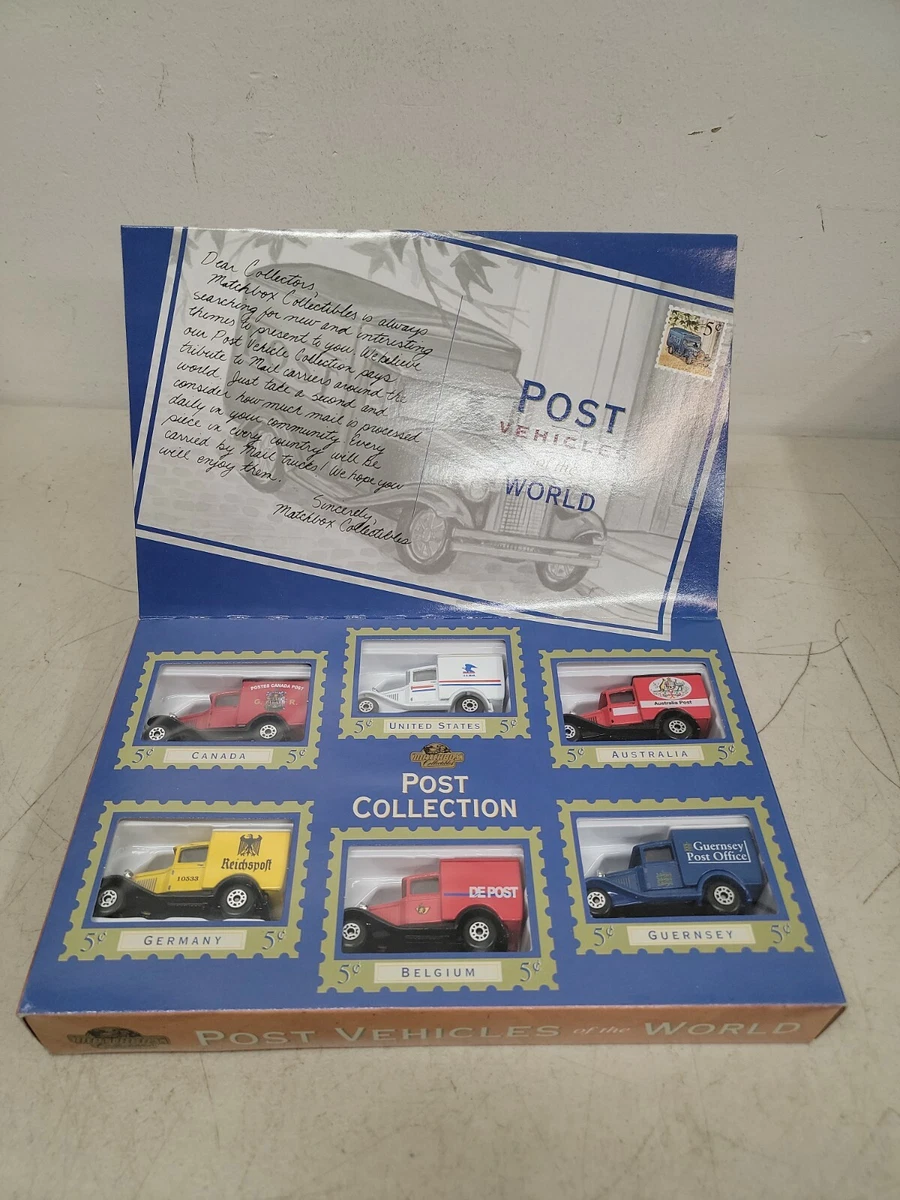 Dear Collectors,
Matchbox Collectibles is always
searching for new and interesting
themes to present to you. We believe
our Post Vehicle Collection pays
tribute to Mail carriers around the
world. Just take a second and
consider how much mail is processed
daily in your community. Every
piece in every country will be
carried by Mail trucks! We hope you
will enjoy them.
Sincerely,
Matchbox Collectibles
5¢
POST
VEHICLES
of the
WORLD
POSTES CANADA POST
G. R.
5¢ CANADA 5¢
5¢ UNITED STATES 5¢
Australia Post
5¢ AUSTRALIA 5¢
MATCHBOX
Collectibles
POST
COLLECTION
Reichspost
10533
5¢ GERMANY 5¢
DE POST
5¢ BELGIUM 5¢
Guernsey
Post Office
5¢ GUERNSEY 5¢
MATCHBOX
POST VEHICLES of the WORLD